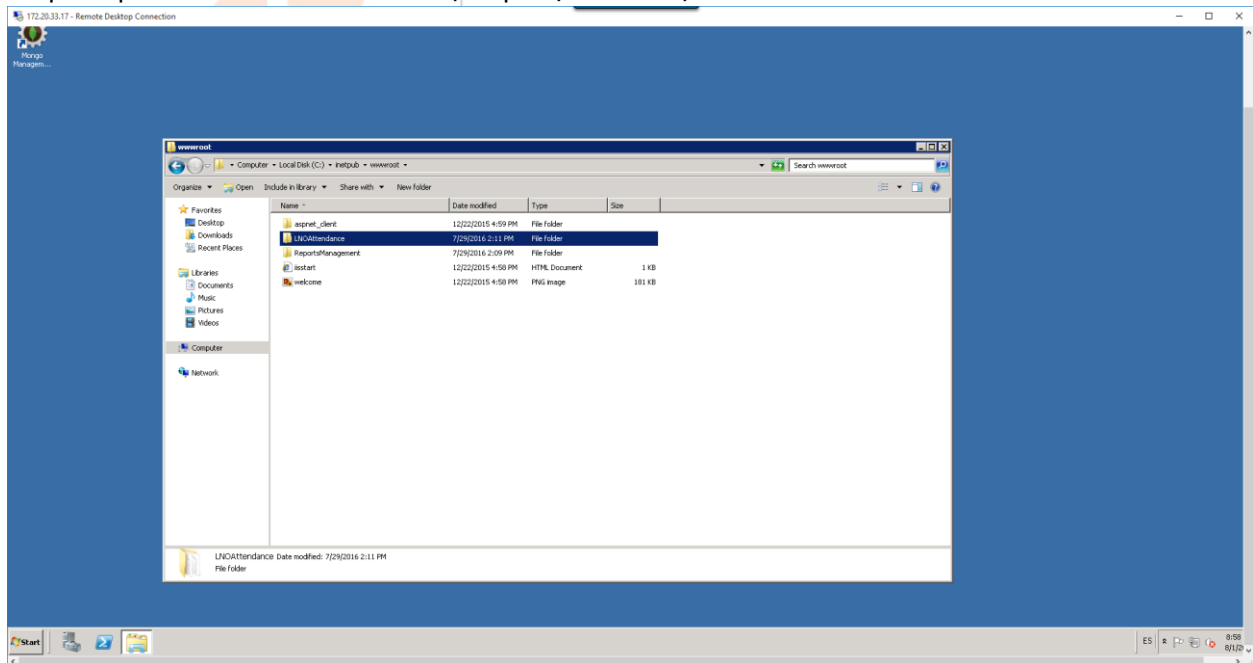 172.20.33.17 - Remote Desktop Connection
Mongo
Managem...
wwwroot
Computer Local Disk (C:) inetpub wwwroot
Search wwwroot
Organize Open Include in library Share with New folder
Favorites
Desktop
Downloads
Recent Places
Libraries
Documents
Music
Pictures
Videos
Computer
Network
Name Date modified Type Size
aspnet_client 12/22/2015 4:59 PM File folder
LNOAttendance 7/29/2016 2:11 PM File folder
ReportsManagement 7/29/2016 2:09 PM File folder
iisstart 12/22/2015 4:58 PM HTML Document 1 KB
welcome 12/22/2015 4:58 PM PNG image 181 KB
LNOAttendance Date modified: 7/29/2016 2:11 PM
File folder
Start
ES
8:58
8/1/2